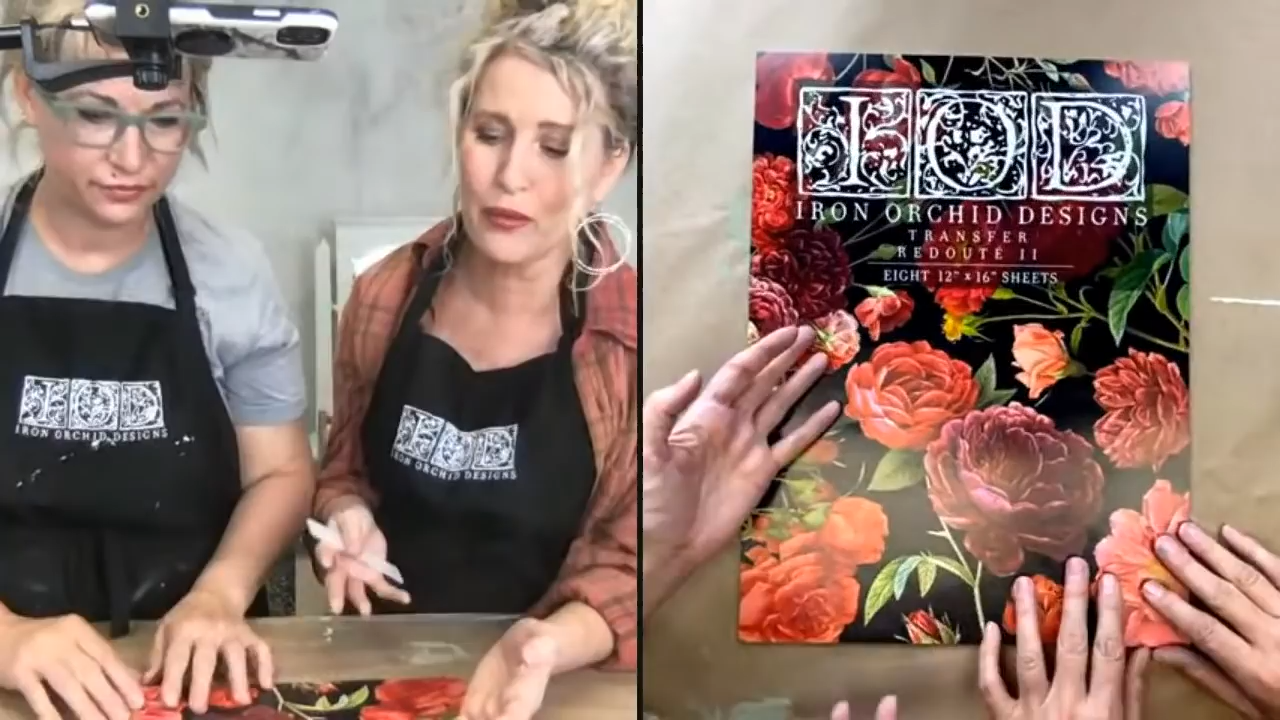 IOD
IRON ORCHID DESIGNS
IOD
IRON ORCHID DESIGNS
IOD
IRON ORCHID DESIGNS
TRANSFER
REDOUTÉ II
EIGHT 12" x 16" SHEETS